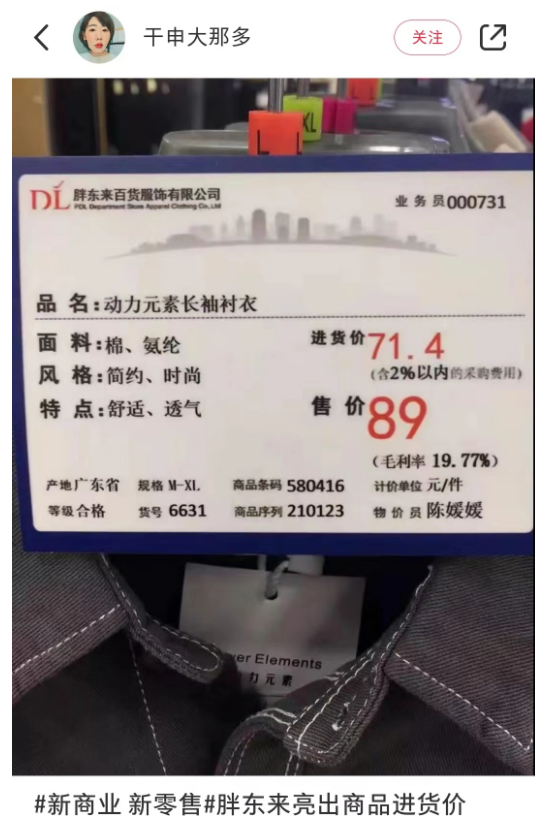 干申大那多
关注
L
XL
L
DL 胖东来百货服饰有限公司
PDL Department Store Apparel Clothing Co.,Ltd
业务员000731
品 名:动力元素长袖衬衣
面 料:棉、氨纶
进货价71.4
风 格:简约、时尚
(含2%以内的采购费用)
特 点:舒适、透气
售 价89
(毛利率 19.77%)
产地广东省 规格 M-XL 商品条码 580416 计价单位 元/件
等级合格 货号 6631 商品序列 210123 物价员 陈媛媛
er Elements
力元素
#新商业 新零售#胖东来亮出商品进货价